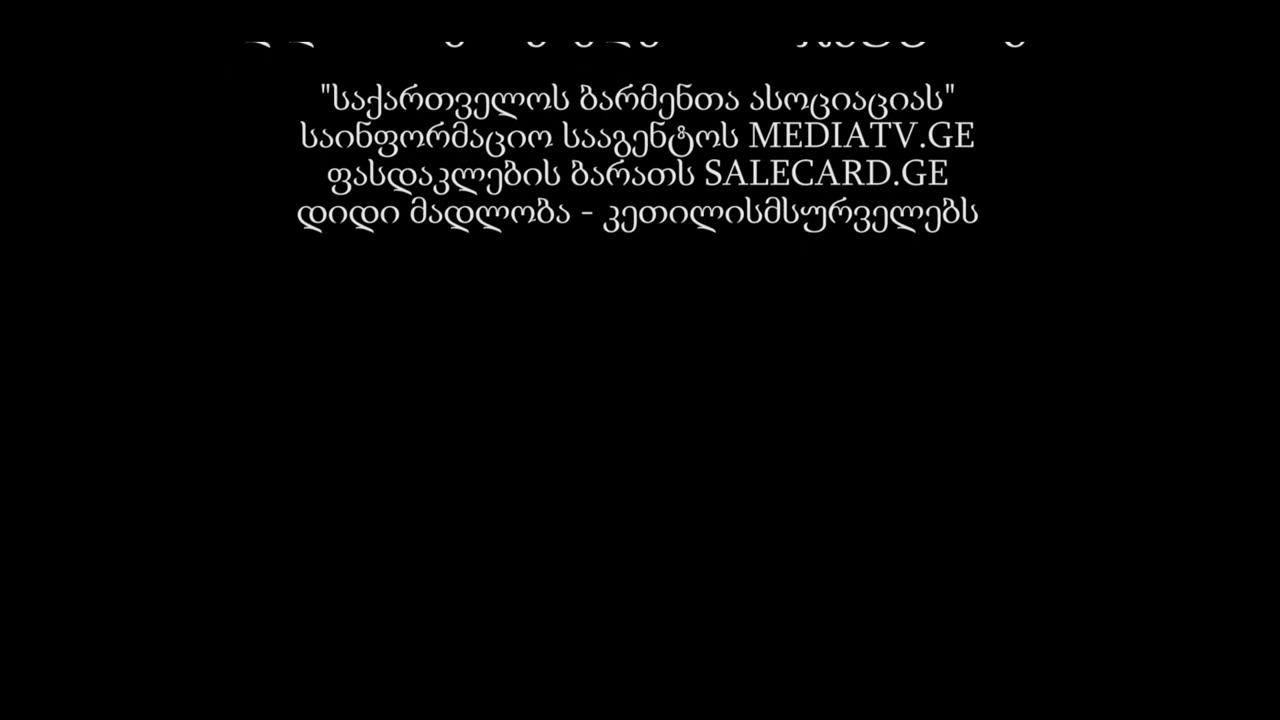 "საქართველოს ბარმენთა ასოციაციას"
საინფორმაციო სააგენტოს MEDIATV.GE
ფასდაკლების ბარათს SALECARD.GE
დიდი მადლობა - კეთილისმსურველებს